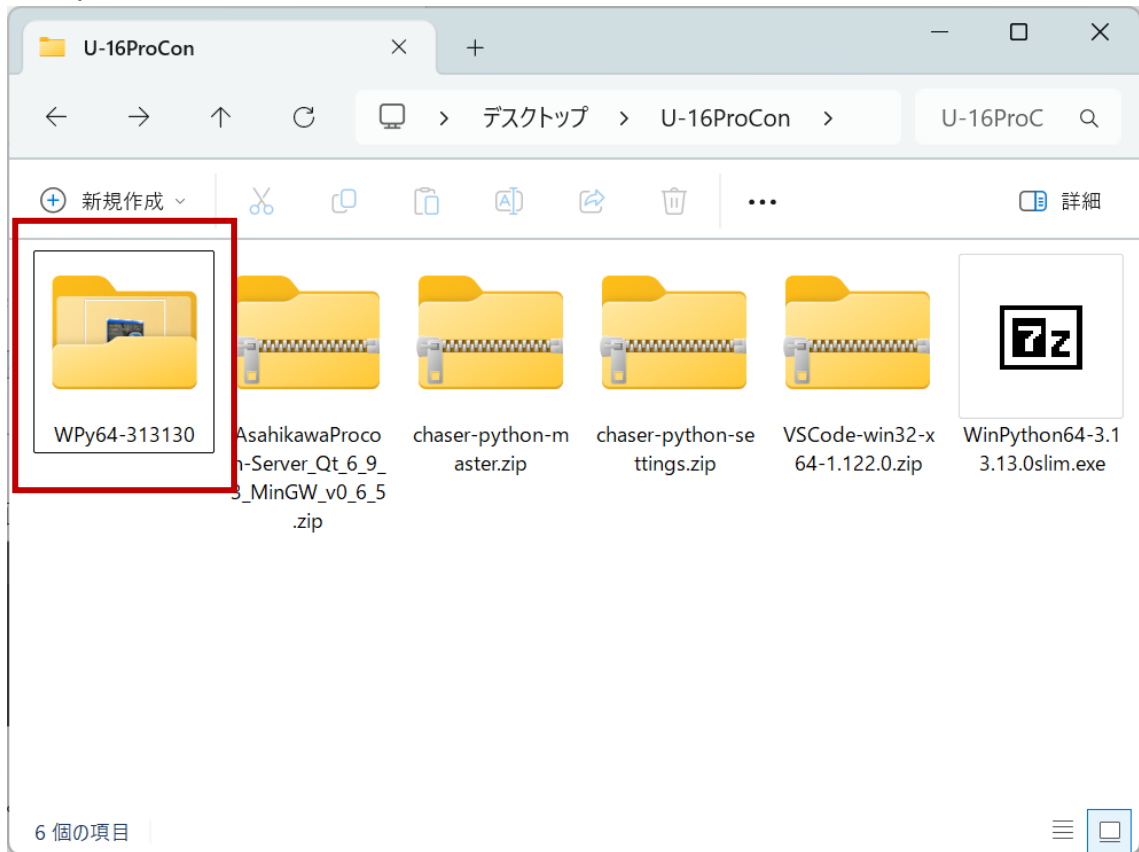 U-16ProCon
デスクトップ > U-16ProCon >
U-16ProC
新規作成
詳細
WPy64-313130
AsahikawaProco
n-Server_Qt_6_9_
3_MinGW_v0_6_5
.zip
chaser-python-m
aster.zip
chaser-python-se
ttings.zip
VSCode-win32-x
64-1.122.0.zip
7z
WinPython64-3.1
3.13.0slim.exe
6 個の項目